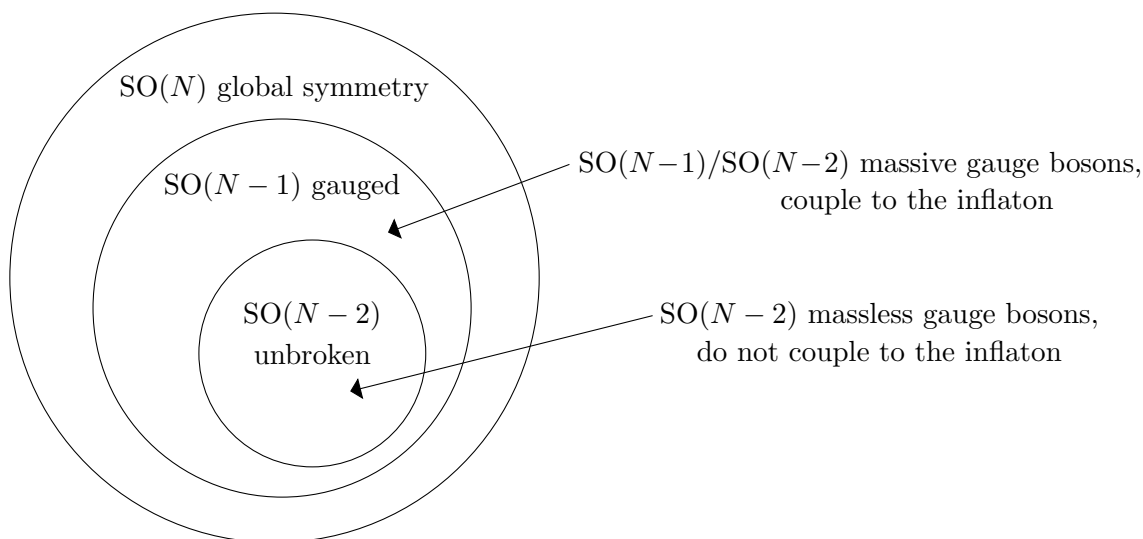 SO(N) global symmetry
SO(N − 1) gauged
SO(N − 2)
unbroken
SO(N−1)/SO(N−2) massive gauge bosons,
couple to the inflaton
SO(N − 2) massless gauge bosons,
do not couple to the inflaton